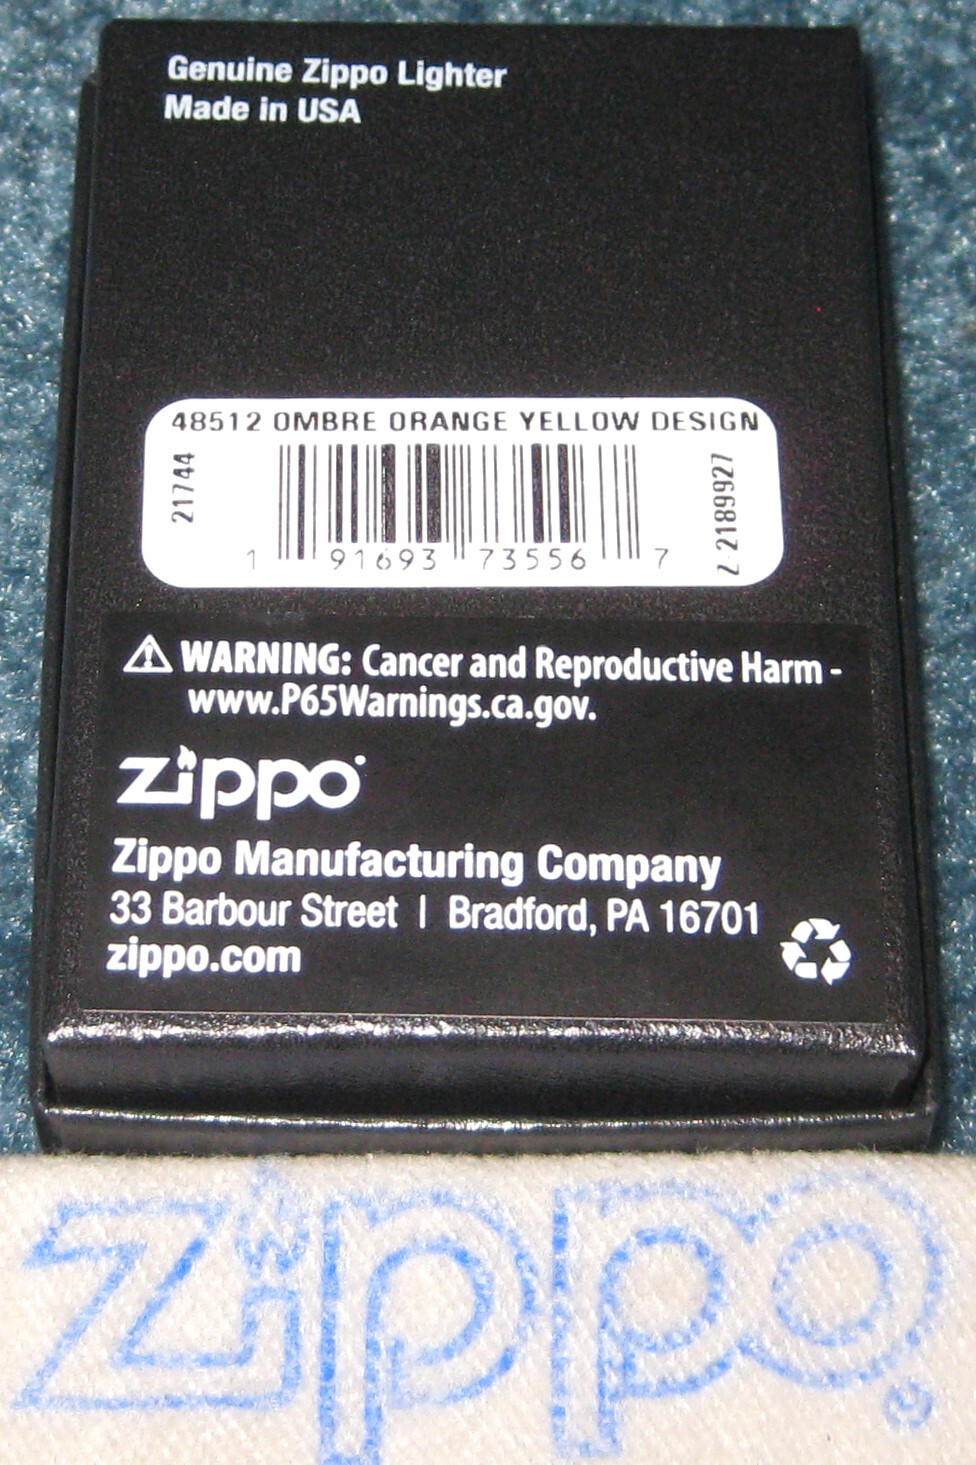 Genuine Zippo Lighter
Made in USA
48512 OMBRE ORANGE YELLOW DESIGN
21744
1 91693 73556 7
Z-2189927
WARNING: Cancer and Reproductive Harm -
www.P65Warnings.ca.gov.
zippo
Zippo Manufacturing Company
33 Barbour Street | Bradford, PA 16701
zippo.com
zippo®